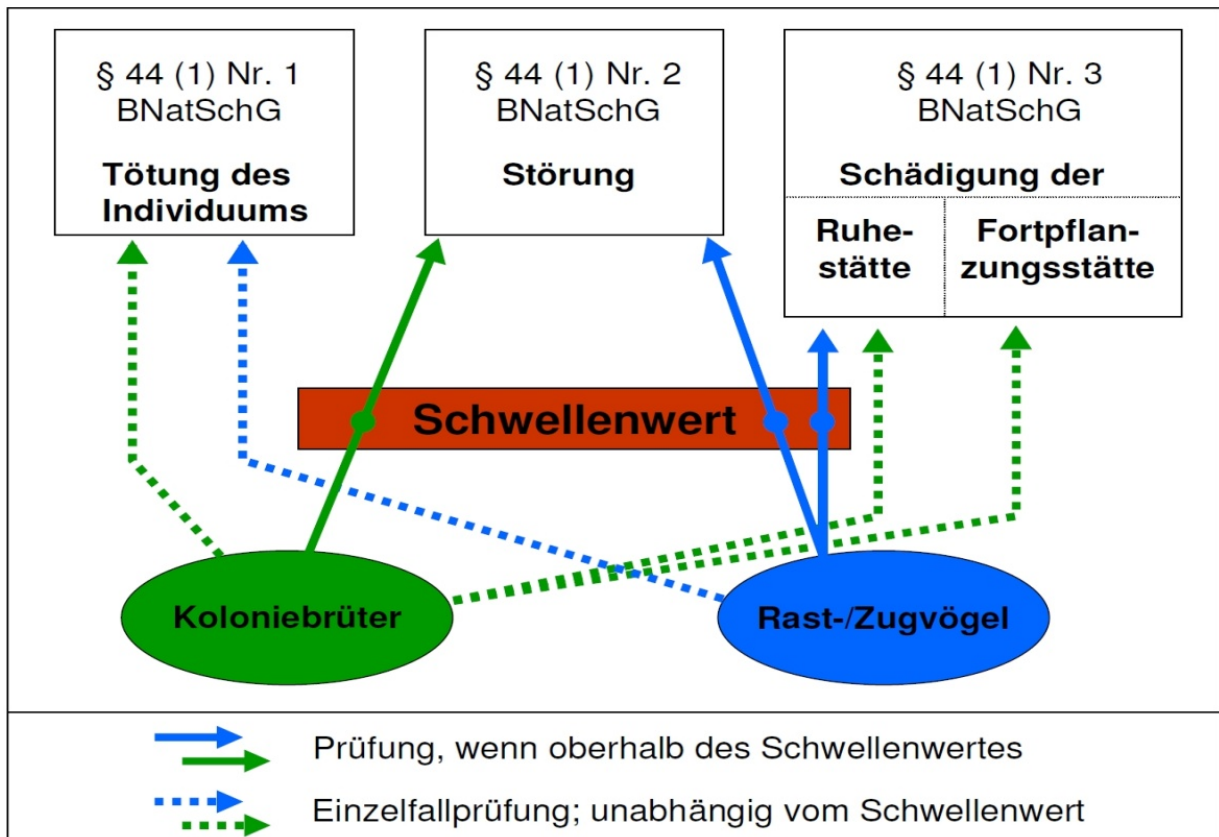 § 44 (1) Nr. 1
BNatSchG
Tötung des
Individuums
§ 44 (1) Nr. 2
BNatSchG
Störung
§ 44 (1) Nr. 3
BNatSchG
Schädigung der
Ruhe-
stätte
Fortpflan-
zungsstätte
Schwellenwert
Koloniebrüter
Rast-/Zugvögel
Prüfung, wenn oberhalb des Schwellenwertes
Einzelfallprüfung; unabhängig vom Schwellenwert